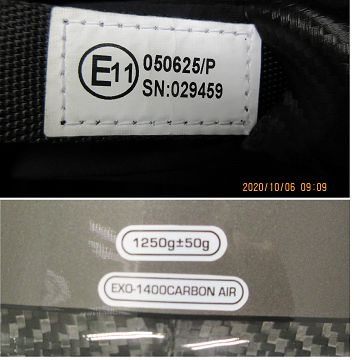 E11
050625/P
SN:029459
2020/10/06 09:09
1250g±50g
EXO-1400CARBON AIR